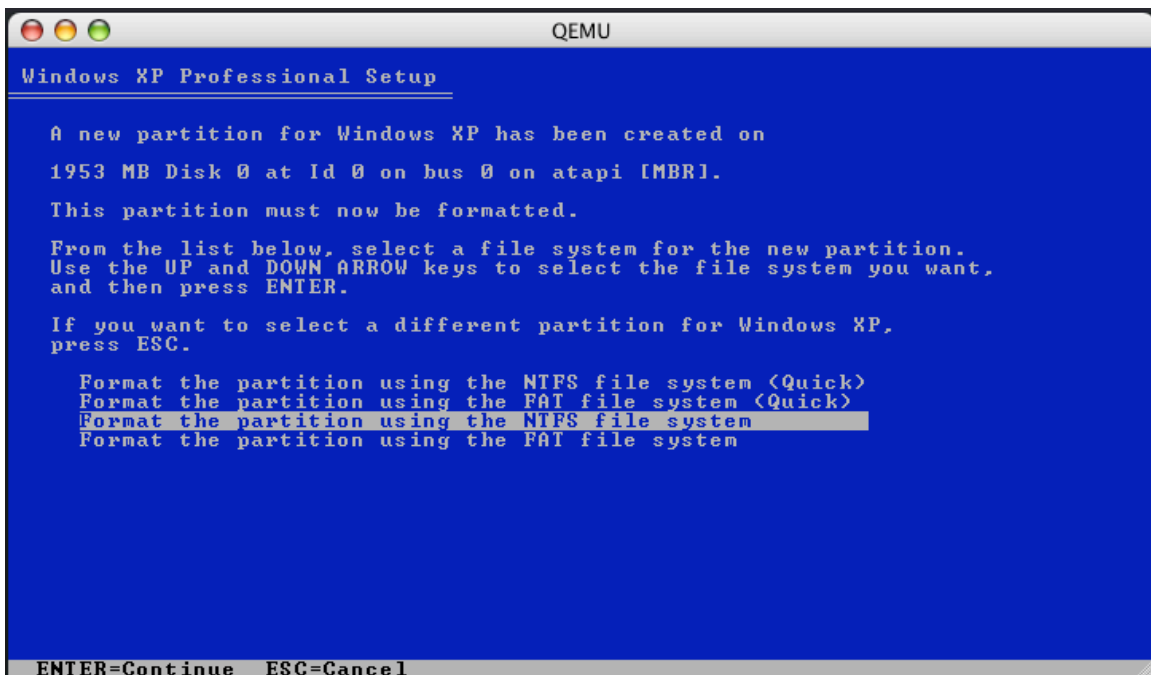 QEMU
Windows XP Professional Setup
A new partition for Windows XP has been created on
1953 MB Disk 0 at Id 0 on bus 0 on atapi [MBR].
This partition must now be formatted.
From the list below, select a file system for the new partition.
Use the UP and DOWN ARROW keys to select the file system you want,
and then press ENTER.
If you want to select a different partition for Windows XP,
press ESC.
Format the partition using the NTFS file system (Quick)
Format the partition using the FAT file system (Quick)
Format the partition using the NTFS file system
Format the partition using the FAT file system
ENTER=Continue ESC=Cancel